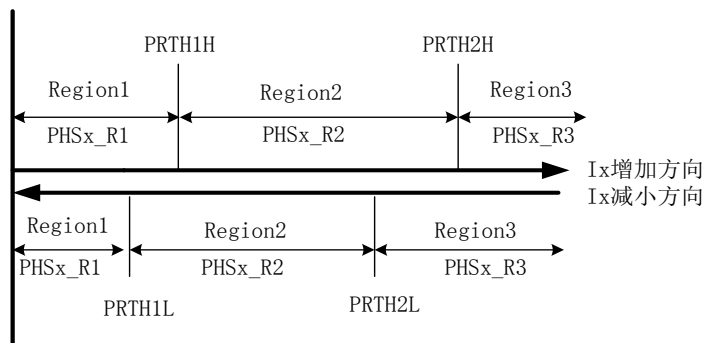 PRTH1H PRTH2H
Region1 Region2 Region3
PHSx_R1 PHSx_R2 PHSx_R3
Ix增加方向
Ix减小方向
Region1 Region2 Region3
PHSx_R1 PHSx_R2 PHSx_R3
PRTH1L PRTH2L